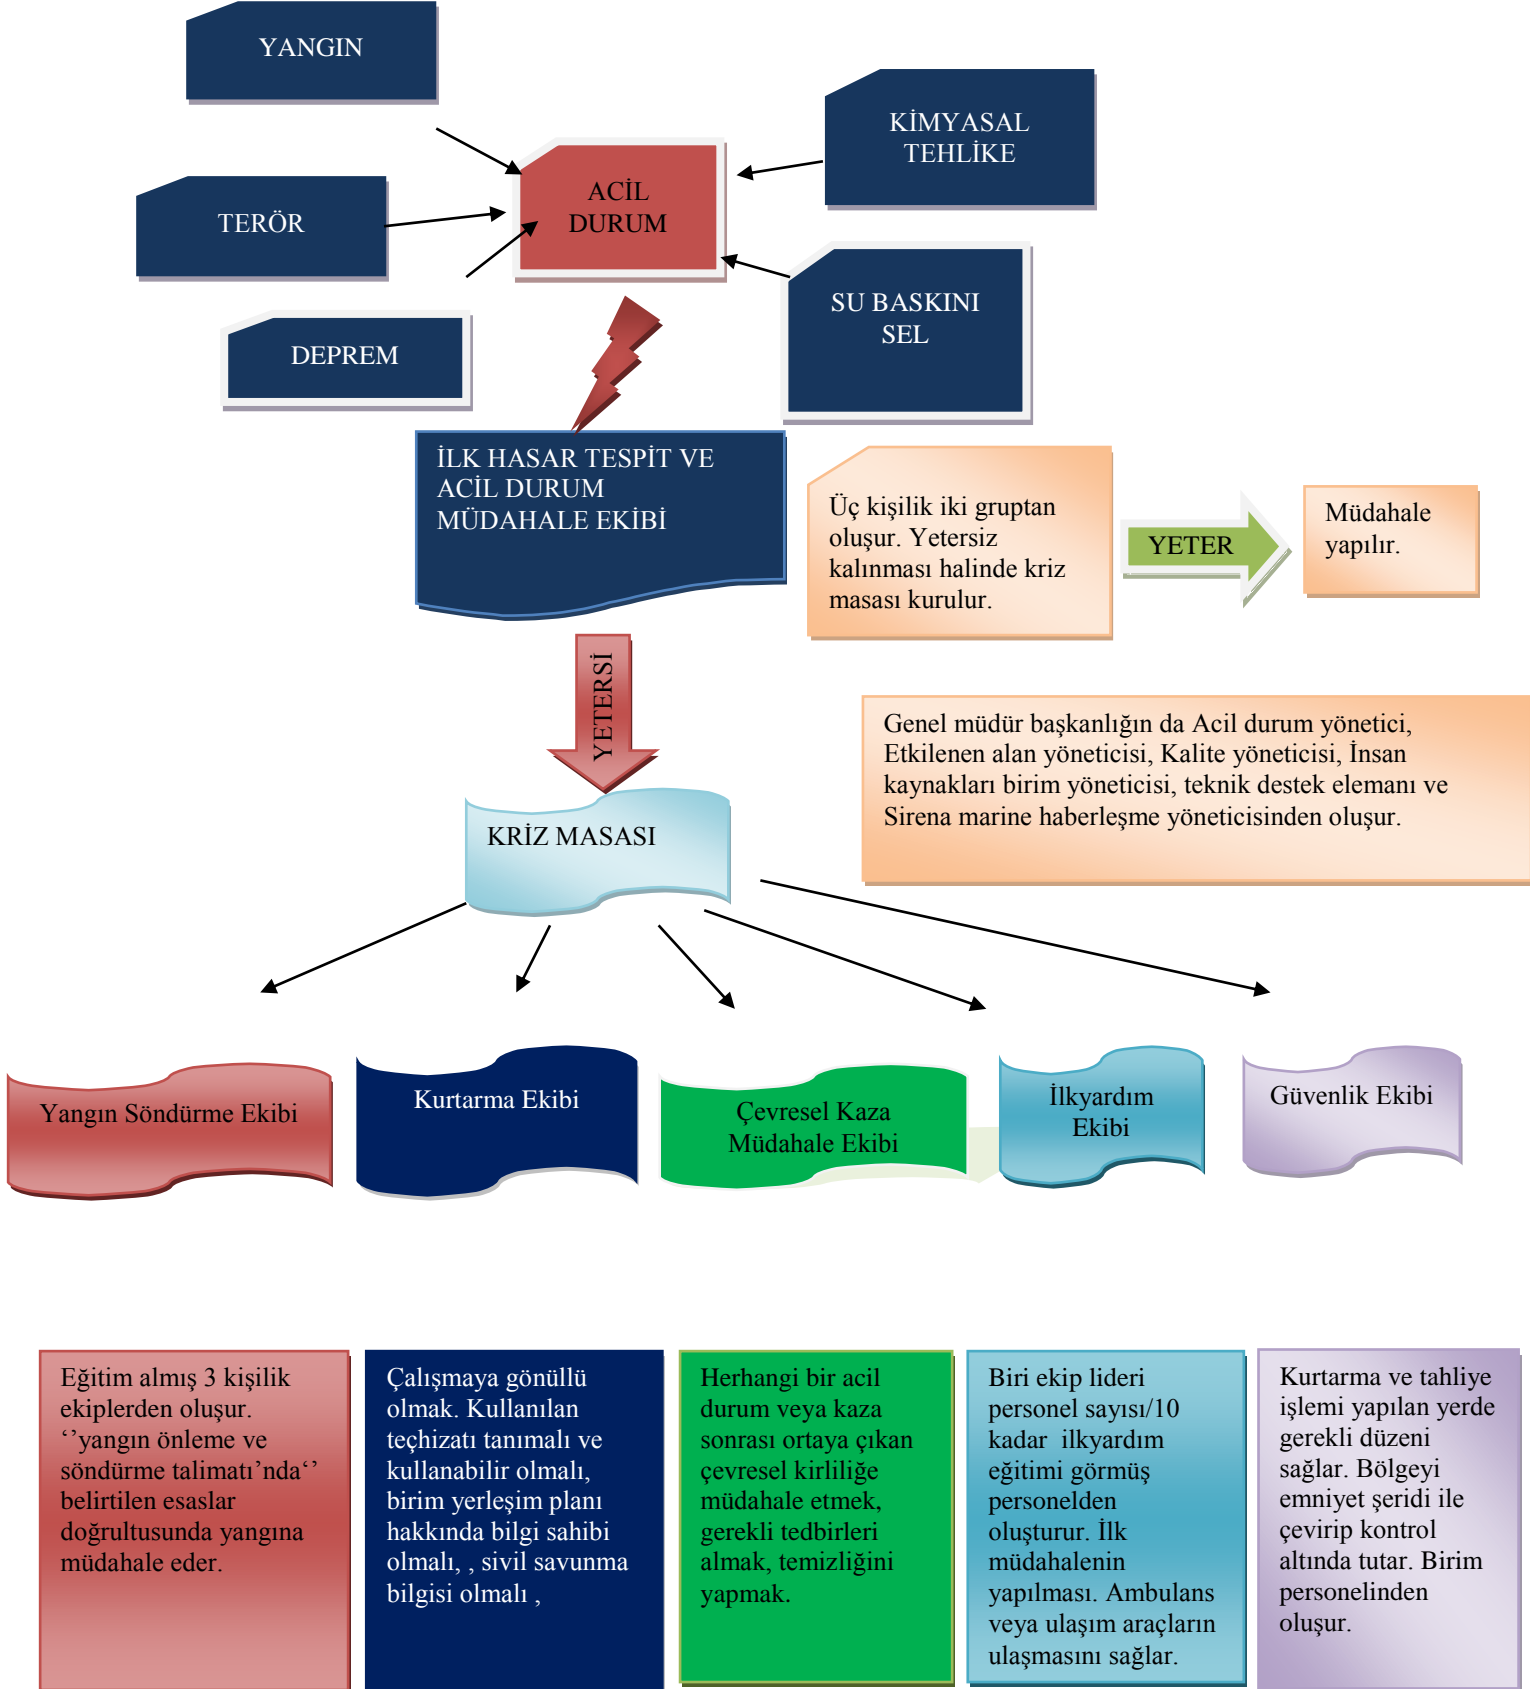 YANGIN
KİMYASAL
TEHLİKE
ACİL
DURUM
TERÖR
SU BASKINI
SEL
DEPREM
İLK HASAR TESPİT VE
ACİL DURUM
MÜDAHALE EKİBİ
Üç kişilik iki gruptan
oluşur. Yetersiz
kalınması halinde kriz
masası kurulur.
YETER
Müdahale
yapılır.
YETERSİ
Genel müdür başkanlığın da Acil durum yönetici,
Etkilenen alan yöneticisi, Kalite yöneticisi, İnsan
kaynakları birim yöneticisi, teknik destek elemanı ve
Sirena marine haberleşme yöneticisinden oluşur.
KRİZ MASASI
Yangın Söndürme Ekibi
Kurtarma Ekibi
Çevresel Kaza
Müdahale Ekibi
İlkyardım
Ekibi
Güvenlik Ekibi
Eğitim almış 3 kişilik
ekiplerden oluşur.
‘’yangın önleme ve
söndürme talimatı’nda‘’
belirtilen esaslar
doğrultusunda yangına
müdahale eder.
Çalışmaya gönüllü
olmak. Kullanılan
teçhizatı tanımalı ve
kullanabilir olmalı,
birim yerleşim planı
hakkında bilgi sahibi
olmalı, , sivil savunma
bilgisi olmalı ,
Herhangi bir acil
durum veya kaza
sonrası ortaya çıkan
çevresel kirliliğe
müdahale etmek,
gerekli tedbirleri
almak, temizliğini
yapmak.
Biri ekip lideri
personel sayısı/10
kadar  ilkyardım
eğitimi görmüş
personelden
oluşturur. İlk
müdahalenin
yapılması. Ambulans
veya ulaşım araçların
ulaşmasını sağlar.
Kurtarma ve tahliye
işlemi yapılan yerde
gerekli düzeni
sağlar. Bölgeyi
emniyet şeridi ile
çevirip kontrol
altında tutar. Birim
personelinden
oluşur.